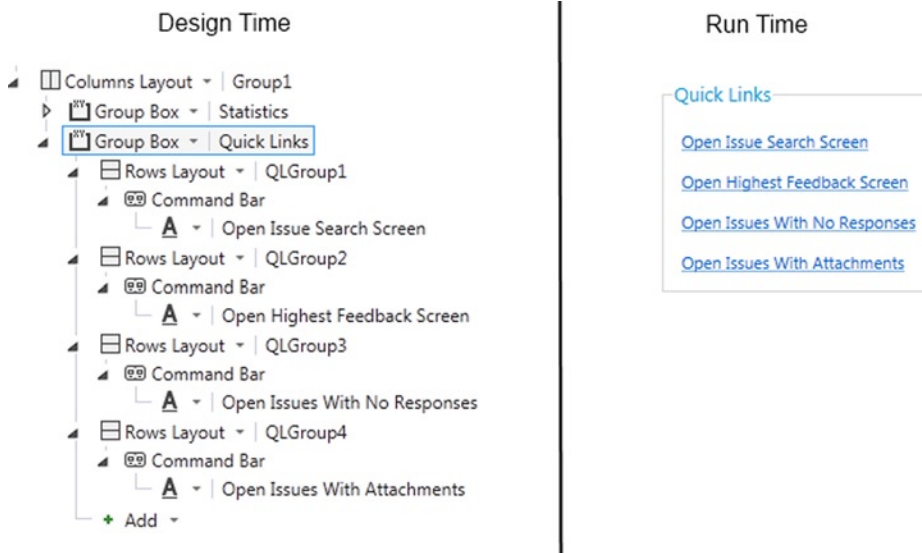 Design Time
Columns Layout | Group1
Group Box | Statistics
Group Box | Quick Links
Rows Layout | QLGroup1
Command Bar
A | Open Issue Search Screen
Rows Layout | QLGroup2
Command Bar
A | Open Highest Feedback Screen
Rows Layout | QLGroup3
Command Bar
A | Open Issues With No Responses
Rows Layout | QLGroup4
Command Bar
A | Open Issues With Attachments
+ Add
Run Time
Quick Links
Open Issue Search Screen
Open Highest Feedback Screen
Open Issues With No Responses
Open Issues With Attachments